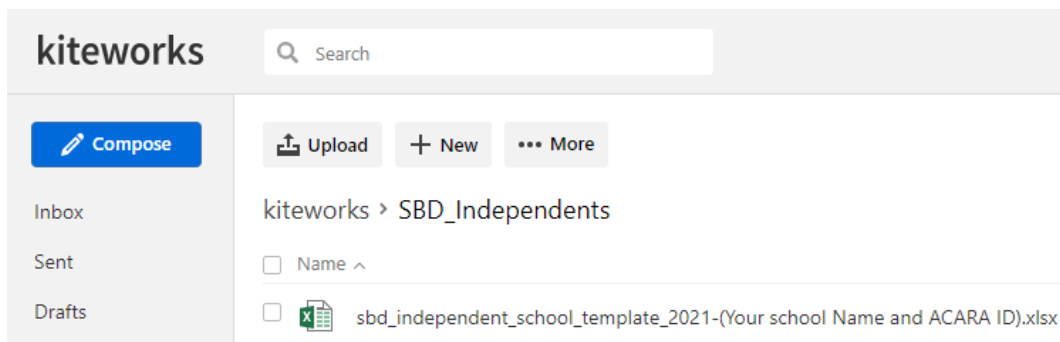 kiteworks
Search
Compose
Upload
New
More
Inbox
kiteworks > SBD_Independents
Sent
Name
Drafts
sbd_independent_school_template_2021-(Your school Name and ACARA ID).xlsx